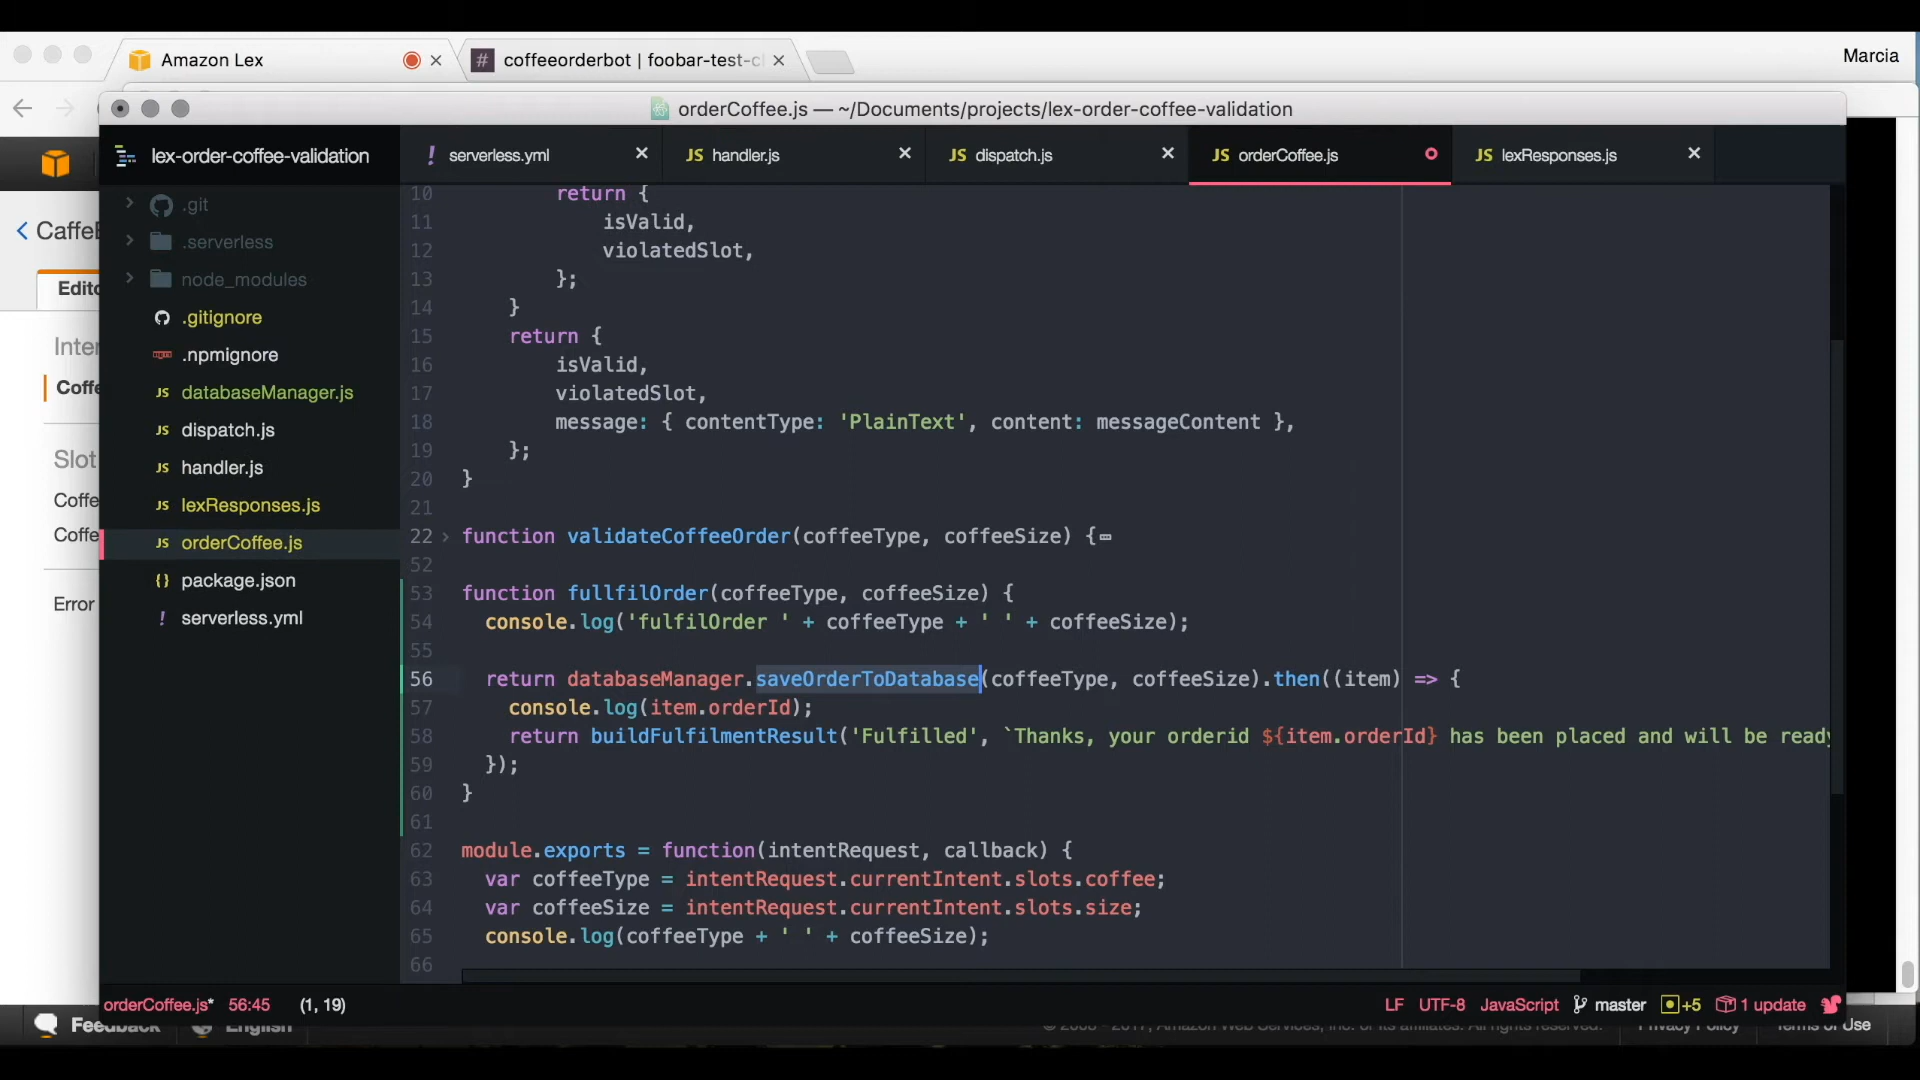 Amazon Lex
coffeeorderbot | foobar-test-c
Marcia
orderCoffee.js — ~/Documents/projects/lex-order-coffee-validation
lex-order-coffee-validation
serverless.yml
handler.js
dispatch.js
orderCoffee.js
lexResponses.js
.git
.serverless
node_modules
.gitignore
.npmignore
databaseManager.js
dispatch.js
handler.js
lexResponses.js
orderCoffee.js
package.json
serverless.yml
Slot
Error
10 return {
11 isValid,
12 violatedSlot,
13 };
14 }
15 return {
16 isValid,
17 violatedSlot,
18 message: { contentType: 'PlainText', content: messageContent },
19 };
20 }
21
22 function validateCoffeeOrder(coffeeType, coffeeSize) {
52
53 function fullfilOrder(coffeeType, coffeeSize) {
54 console.log('fulfilOrder ' + coffeeType + ' ' + coffeeSize);
55
56 return databaseManager.saveOrderToDatabase(coffeeType, coffeeSize).then((item) => {
57 console.log(item.orderId);
58 return buildFulfilmentResult('Fulfilled', `Thanks, your orderid ${item.orderId} has been placed and will be ready
59 });
60 }
61
62 module.exports = function(intentRequest, callback) {
63 var coffeeType = intentRequest.currentIntent.slots.coffee;
64 var coffeeSize = intentRequest.currentIntent.slots.size;
65 console.log(coffeeType + ' ' + coffeeSize);
66
orderCoffee.js* 56:45 (1, 19)
LF UTF-8 JavaScript master +5 1 update
Feedback English
Privacy Policy Terms of Use